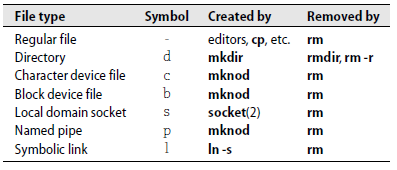 File type Symbol Created by Removed by
Regular file - editors, cp, etc. rm
Directory d mkdir rmdir, rm -r
Character device file c mknod rm
Block device file b mknod rm
Local domain socket s socket(2) rm
Named pipe p mknod rm
Symbolic link l ln -s rm